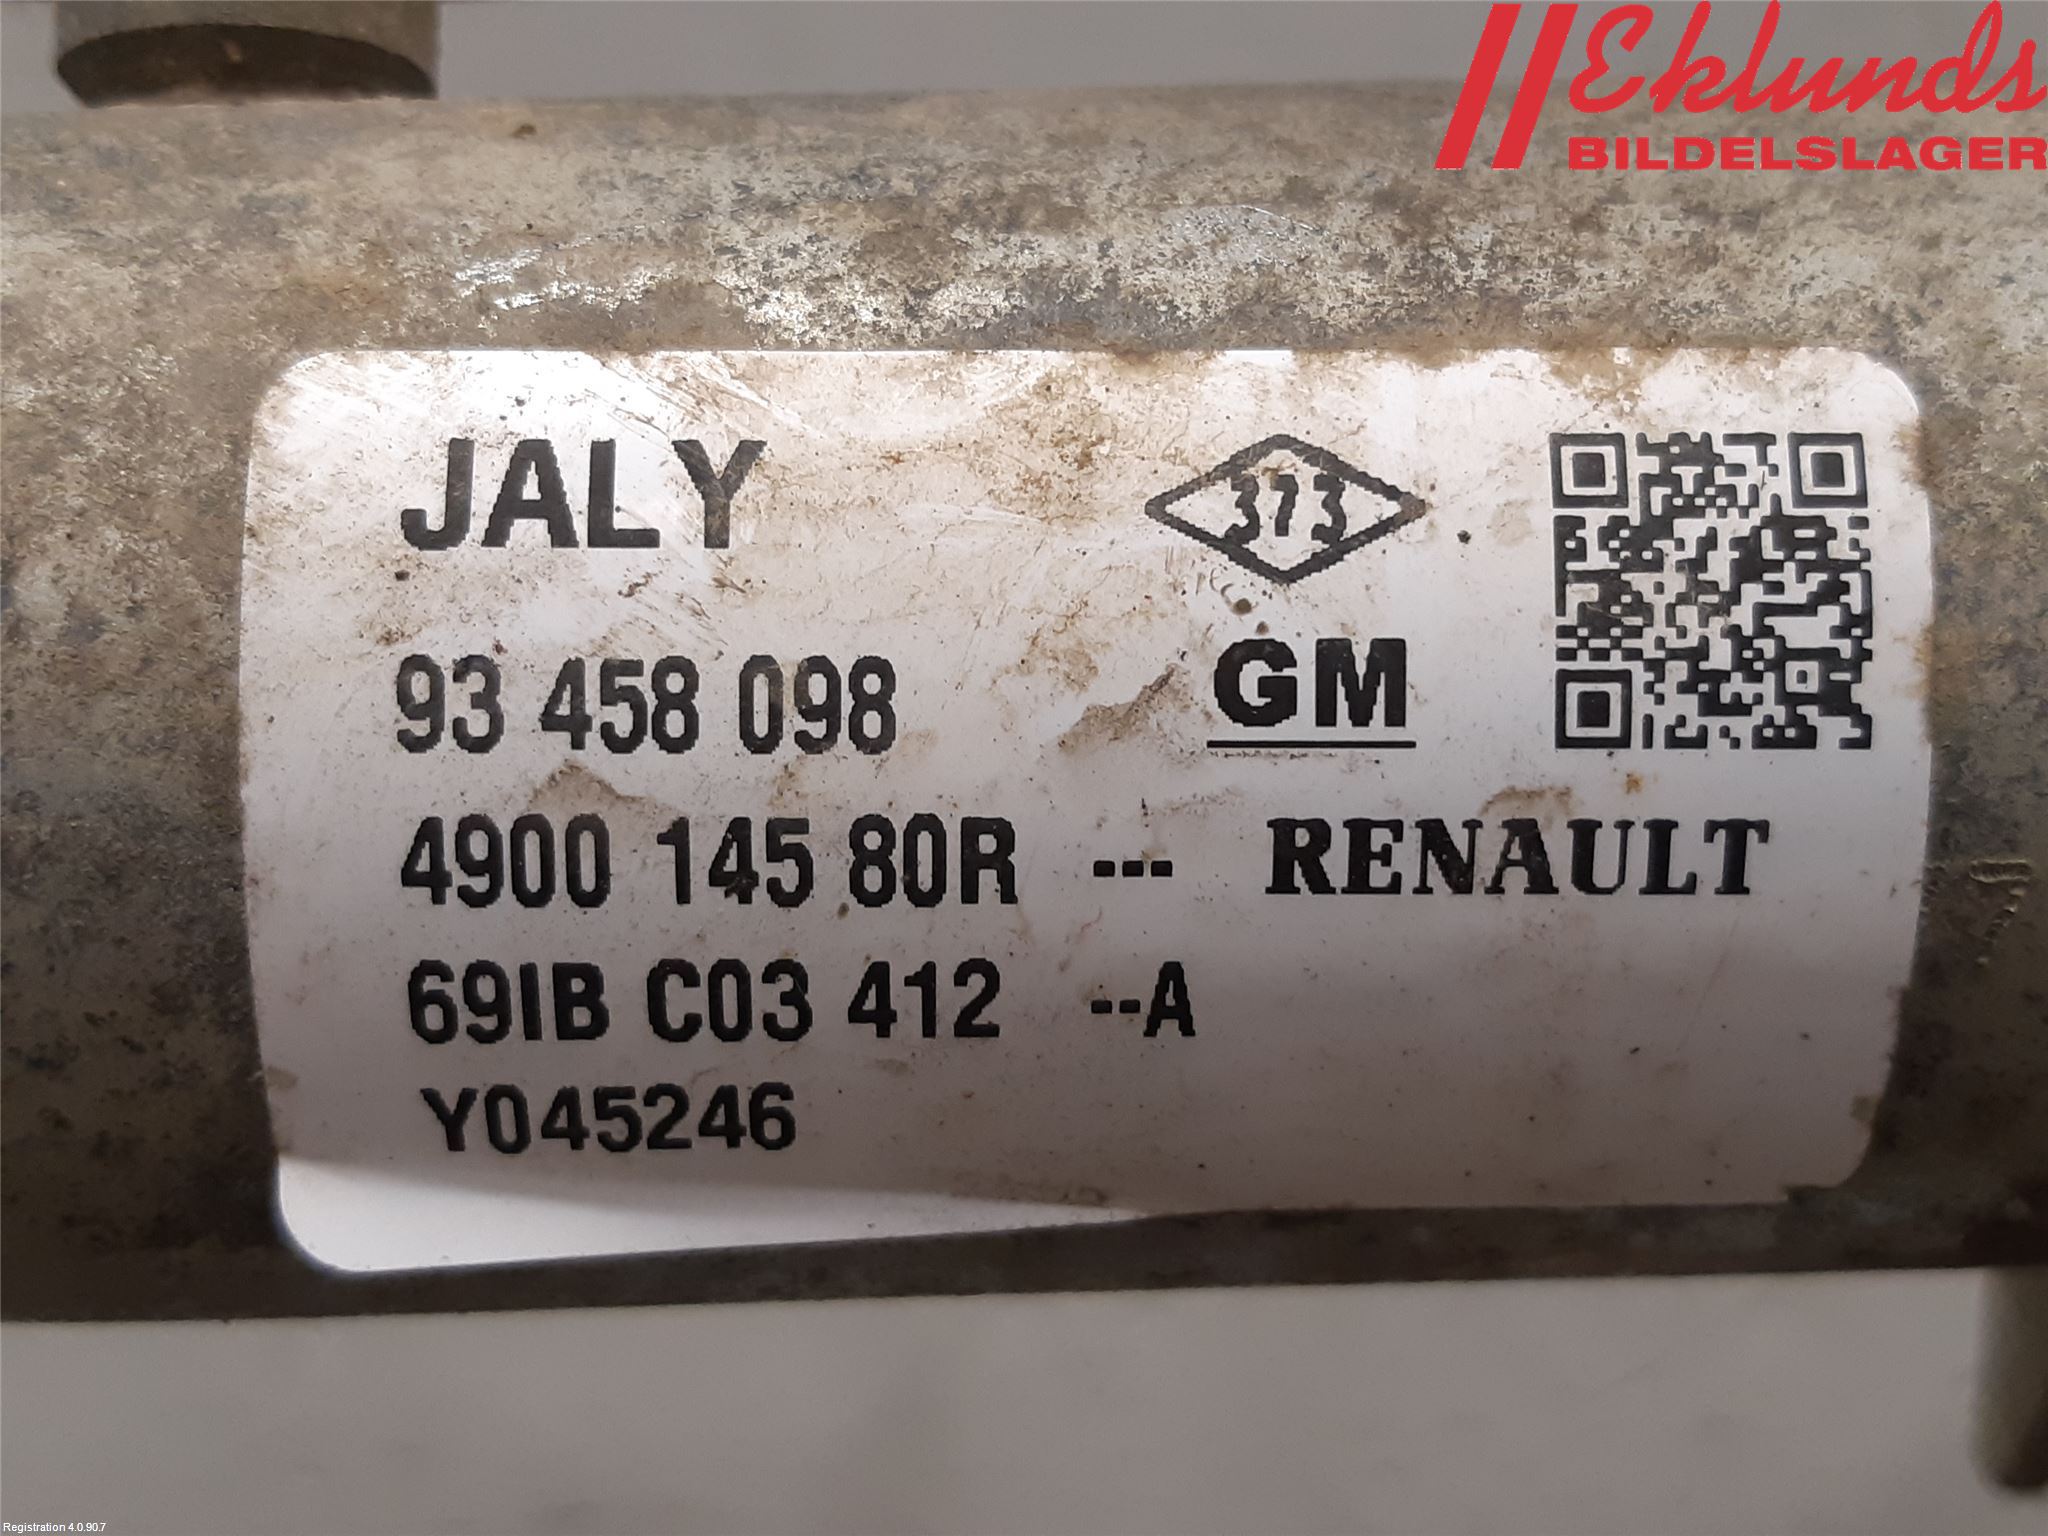 Eklunds
BILDELSLAGER
JALY
373
93 458 098
GM
4900 145 80R --- RENAULT
69IB C03 412 --A
Y045246
Registration 4.0.90.7